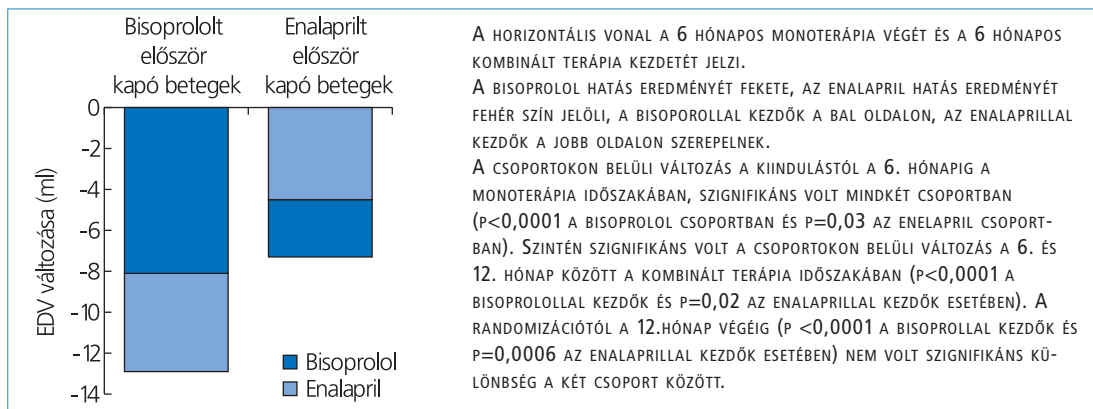 Bisoprololt
először
kapó betegek
Enalaprilt
először
kapó betegek
EDV változása (ml)
0
-2
-4
-6
-8
-10
-12
-14
Bisoprolol
Enalapril
A HORIZONTÁLIS VONAL A 6 HÓNAPOS MONOTERÁPIA VÉGÉT ÉS A 6 HÓNAPOS
KOMBINÁLT TERÁPIA KEZDETÉT JELZI.
A BISOPROLOL HATÁS EREDMÉNYÉT FEKETE, AZ ENALAPRIL HATÁS EREDMÉNYÉT
FEHÉR SZÍN JELÖLI, A BISOPOROLLAL KEZDŐK A BAL OLDALON, AZ ENALAPRILLAL
KEZDŐK A JOBB OLDALON SZEREPELNEK.
A CSOPORTOKON BELÜLI VÁLTOZÁS A KIINDULÁSTÓL A 6. HÓNAPIG A
MONOTERÁPIA IDŐSZAKÁBAN, SZIGNIFIKÁNS VOLT MINDKÉT CSOPORTBAN
(P<0,0001 A BISOPROLOL CSOPORTBAN ÉS P=0,03 AZ ENELAPRIL CSOPORT-
BAN). SZINTÉN SZIGNIFIKÁNS VOLT A CSOPORTOKON BELÜLI VÁLTOZÁS A 6. ÉS
12. HÓNAP KÖZÖTT A KOMBINÁLT TERÁPIA IDŐSZAKÁBAN (P<0,0001 A
BISOPROLOLLAL KEZDŐK ÉS P=0,02 AZ ENALAPRILLAL KEZDŐK ESETÉBEN). A
RANDOMIZÁCIÓTÓL A 12.HÓNAP VÉGÉIG (P <0,0001 A BISOPROLLAL KEZDŐK ÉS
P=0,0006 AZ ENALAPRILLAL KEZDŐK ESETÉBEN) NEM VOLT SZIGNIFIKÁNS KÜ-
LÖNBSÉG A KÉT CSOPORT KÖZÖTT.